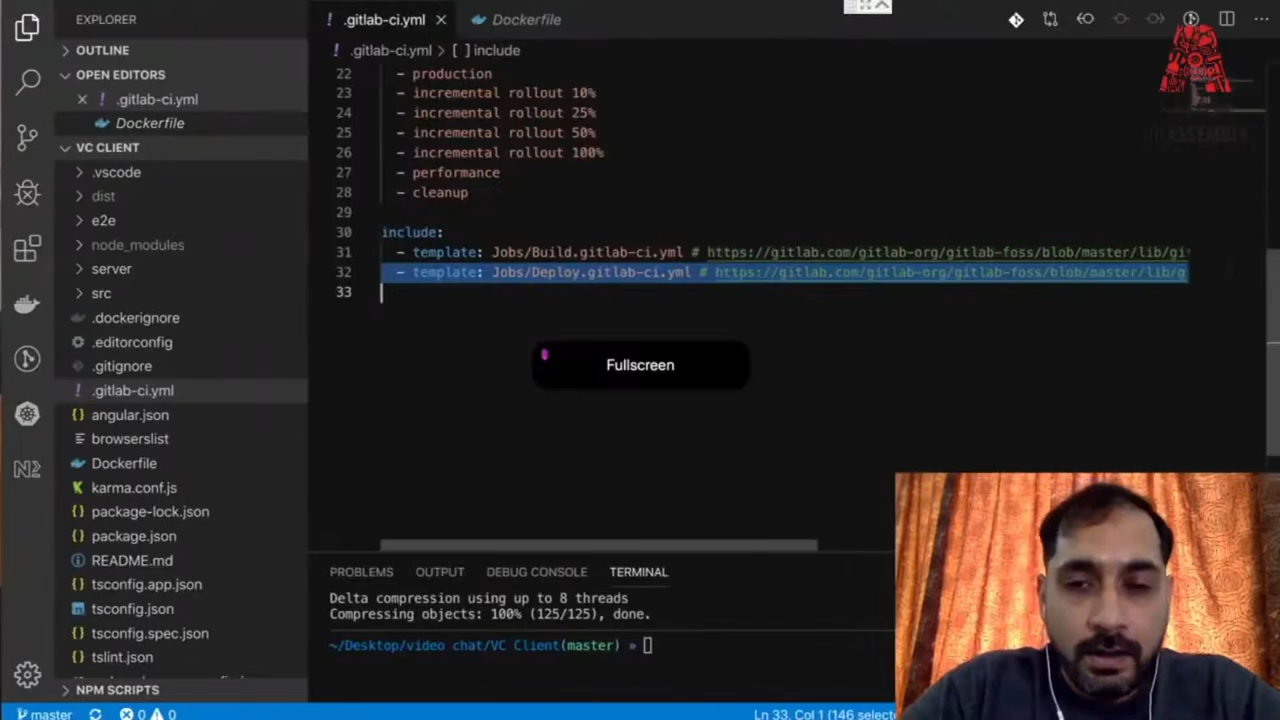 EXPLORER
.gitlab-ci.yml
Dockerfile
OUTLINE
.gitlab-ci.yml
include
OPEN EDITORS
.gitlab-ci.yml
Dockerfile
VC CLIENT
.vscode
dist
e2e
node_modules
server
src
.dockerignore
.editorconfig
.gitignore
.gitlab-ci.yml
angular.json
browserslist
Dockerfile
karma.conf.js
package-lock.json
package.json
README.md
tsconfig.app.json
tsconfig.json
tsconfig.spec.json
tslint.json
NPM SCRIPTS
22 - production
23 - incremental rollout 10%
24 - incremental rollout 25%
25 - incremental rollout 50%
26 - incremental rollout 100%
27 - performance
28 - cleanup
29
30 include:
31 - template: Jobs/Build.gitlab-ci.yml # https://gitlab.com/gitlab-org/gitlab-foss/blob/master/lib/gi
32 - template: Jobs/Deploy.gitlab-ci.yml # https://gitlab.com/gitlab-org/gitlab-foss/blob/master/lib/g
33
Fullscreen
PROBLEMS OUTPUT DEBUG CONSOLE TERMINAL
Delta compression using up to 8 threads
Compressing objects: 100% (125/125), done.
~/Desktop/video chat/VC Client(master) »
master 0 0
Ln 33, Col 1 (146 selecte